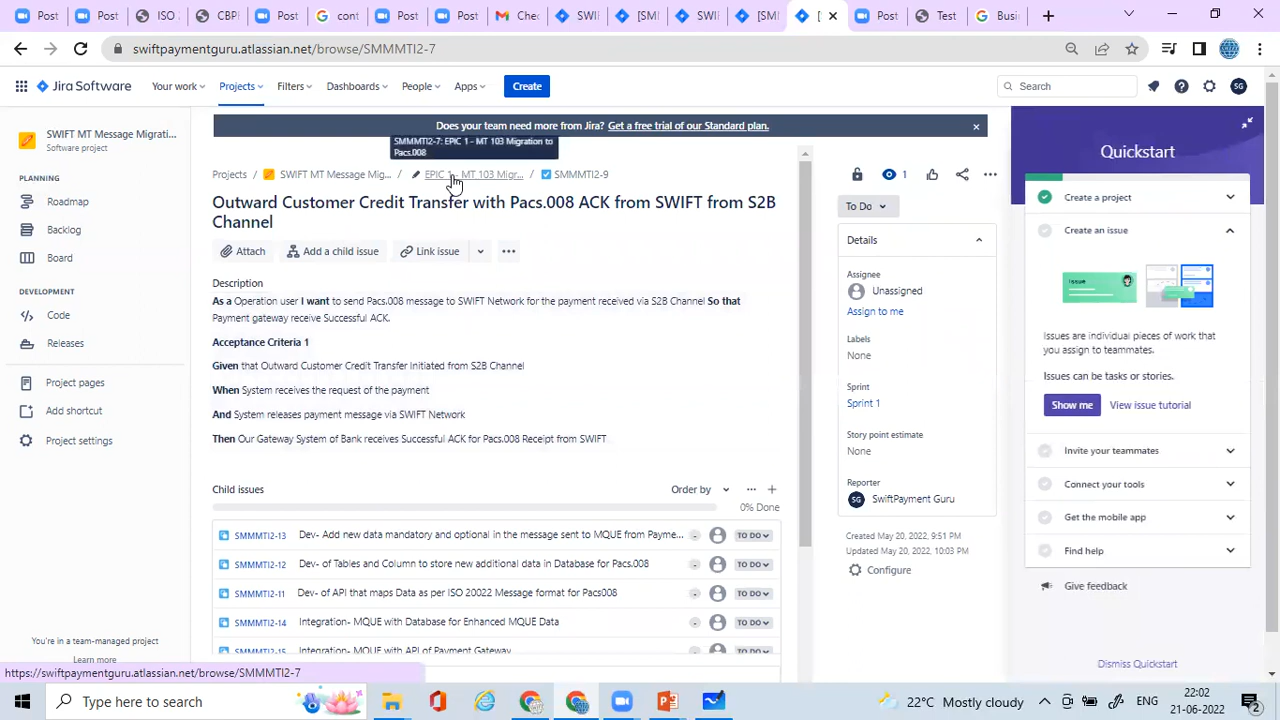 Post
ISO
CBPI
Post
cont
Post
Post
Chec
SWIF
[SM
SWIF
[SM
[
Post
Test
Busi
swiftpaymentguru.atlassian.net/browse/SMMMTI2-7
Jira Software
Your work
Projects
Filters
Dashboards
People
Apps
Create
Search
SG
SWIFT MT Message Migrati...
Software project
PLANNING
Roadmap
Backlog
Board
DEVELOPMENT
Code
Releases
Project pages
Add shortcut
Project settings
You're in a team-managed project
Learn more
Does your team need more from Jira? Get a free trial of our Standard plan.
SMMMTI2-7: EPIC 1 - MT 103 Migration to
Pacs.008
Projects / SWIFT MT Message Mig... / EPIC 1 - MT 103 Migr... / SMMMTI2-9
Outward Customer Credit Transfer with Pacs.008 ACK from SWIFT from S2B
Channel
Attach
Add a child issue
Link issue
Description
As a Operation user I want to send Pacs.008 message to SWIFT Network for the payment received via S2B Channel So that
Payment gateway receive Successful ACK.
Acceptance Criteria 1
Given that Outward Customer Credit Transfer Initiated from S2B Channel
When System receives the request of the payment
And System releases payment message via SWIFT Network
Then Our Gateway System of Bank receives Successful ACK for Pacs.008 Receipt from SWIFT
Child issues
Order by
0% Done
SMMMTI2-13 Dev- Add new data mandatory and optional in the message sent to MQUE from Payme... - TO DO
SMMMTI2-12 Dev- of Tables and Column to store new additional data in Database for Pacs.008 - TO DO
SMMMTI2-11 Dev- of API that maps Data as per ISO 20022 Message format for Pacs008 - TO DO
SMMMTI2-14 Integration- MQUE with Database for Enhanced MQUE Data - TO DO
SMMMTI2-15 Integration- MQUE with API of Payment Gateway - TO DO
1
To Do
Details
Assignee
Unassigned
Assign to me
Labels
None
Sprint
Sprint 1
Story point estimate
None
Reporter
SG SwiftPayment Guru
Created May 20, 2022, 9:51 PM
Updated May 20, 2022, 10:03 PM
Configure
Quickstart
Create a project
Create an issue
Issues are individual pieces of work that
you assign to teammates.
Issues can be tasks or stories.
Show me
View issue tutorial
Invite your teammates
Connect your tools
Get the mobile app
Find help
Give feedback
Dismiss Quickstart
https://swiftpaymentguru.atlassian.net/browse/SMMMTI2-7
Type here to search
22°C Mostly cloudy
ENG
22:02
21-06-2022
2